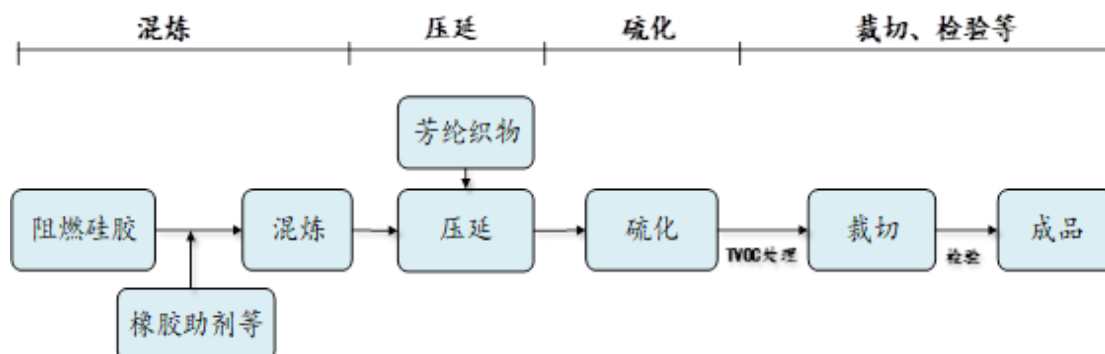 混炼 压延 硫化 裁切、检验等
芳纶织物
阻燃硅胶 混炼 压延 硫化 TVOC处理 裁切 检验 成品
橡胶助剂等